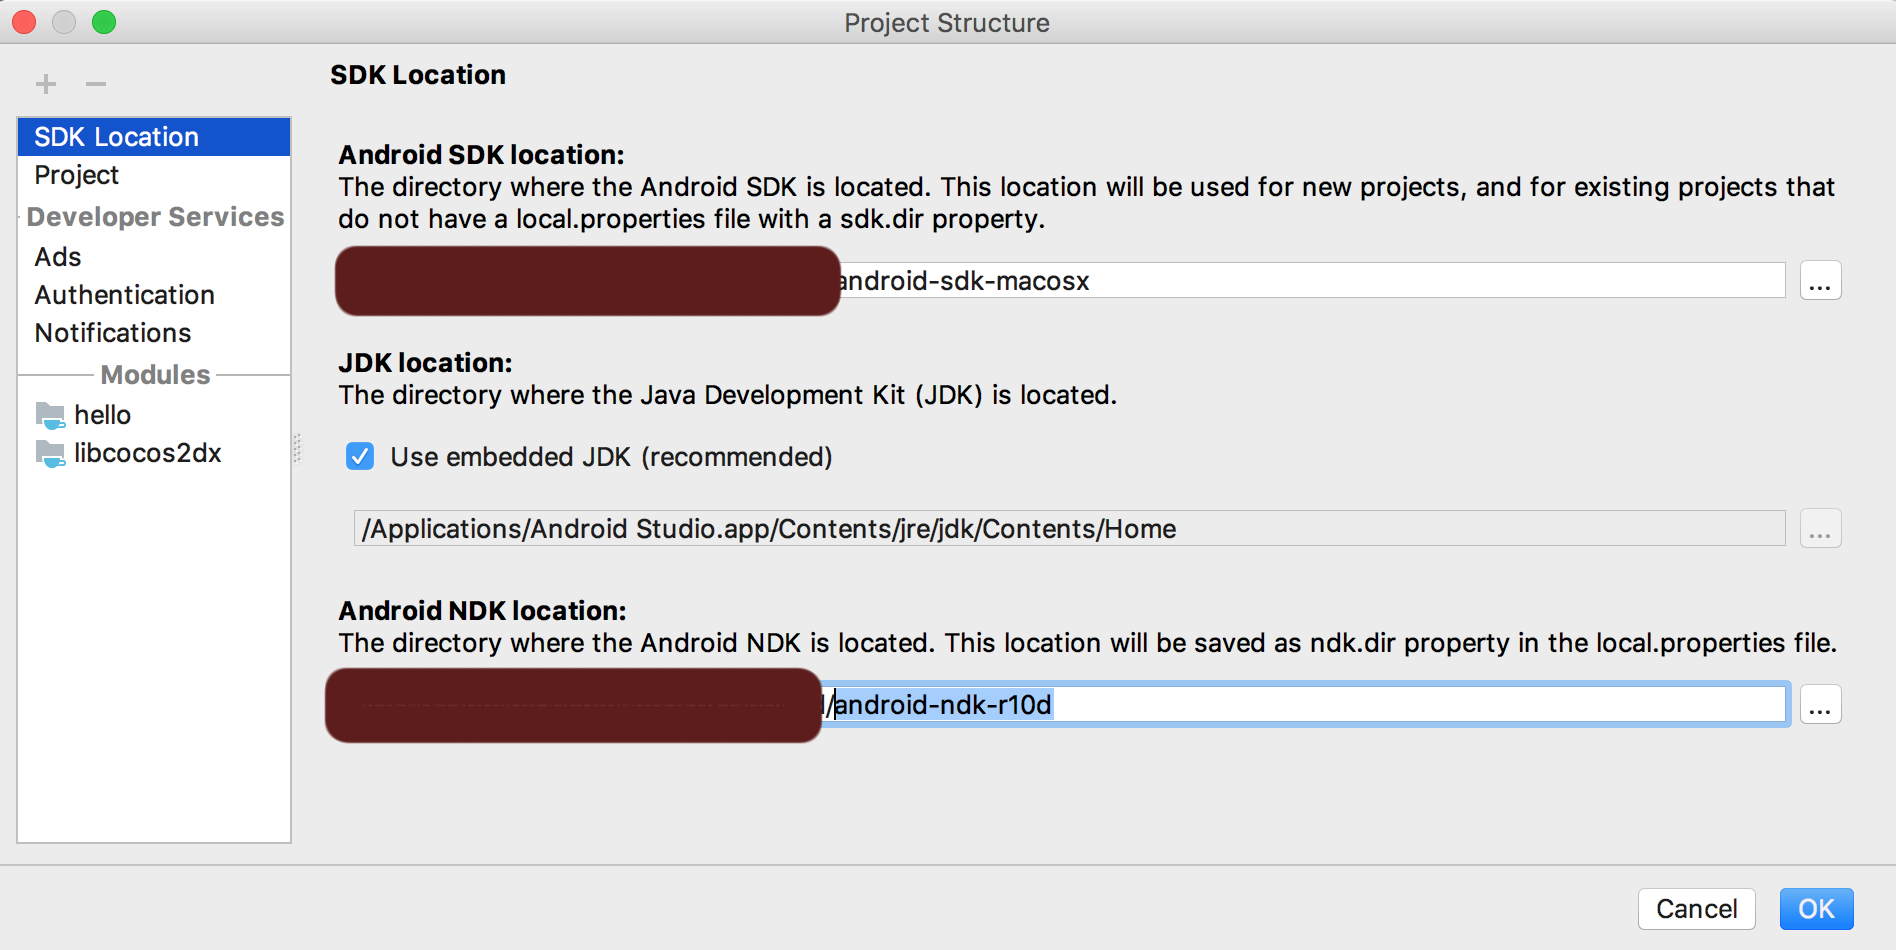 Project Structure
SDK Location
Project
Developer Services
Ads
Authentication
Notifications
Modules
hello
libcocos2dx
SDK Location
Android SDK location:
The directory where the Android SDK is located. This location will be used for new projects, and for existing projects that
do not have a local.properties file with a sdk.dir property.
android-sdk-macosx
...
JDK location:
The directory where the Java Development Kit (JDK) is located.
Use embedded JDK (recommended)
/Applications/Android Studio.app/Contents/jre/jdk/Contents/Home
...
Android NDK location:
The directory where the Android NDK is located. This location will be saved as ndk.dir property in the local.properties file.
/android-ndk-r10d
...
Cancel
OK